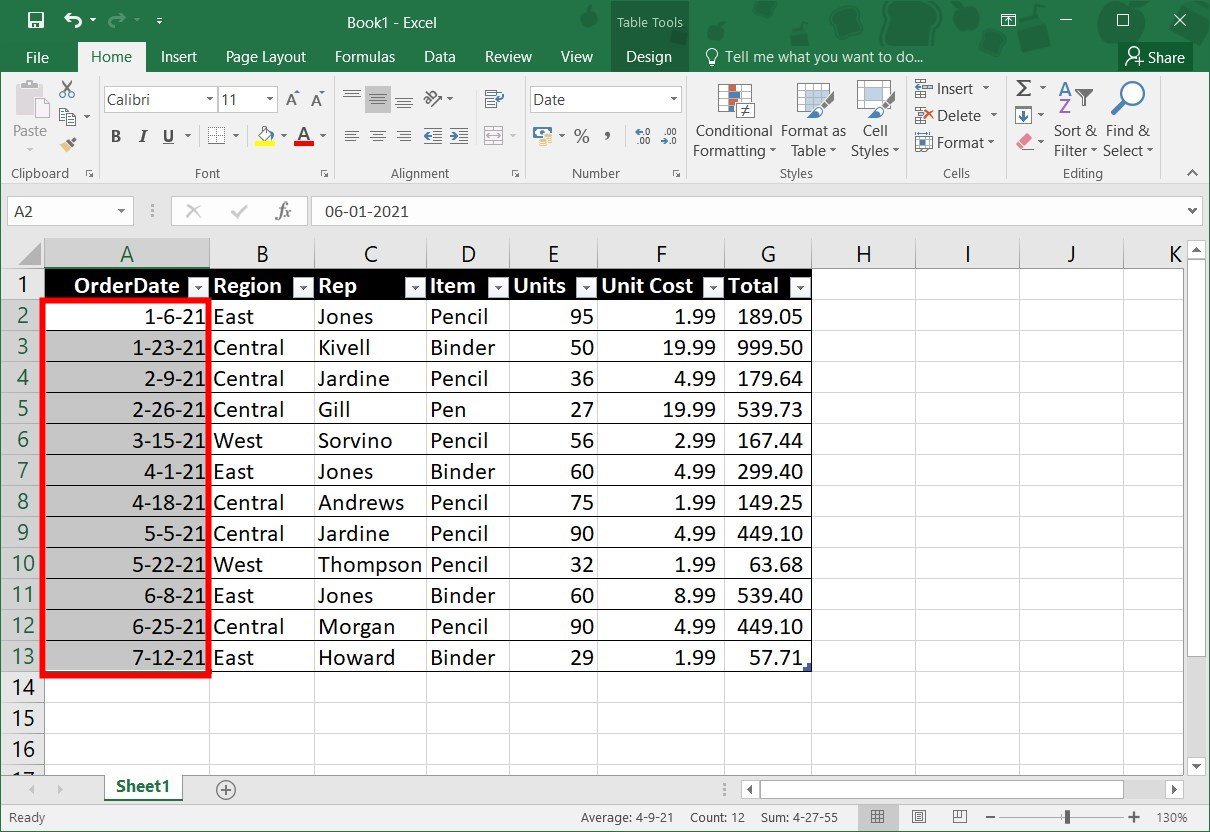 Book1 - Excel
Table Tools
File Home Insert Page Layout Formulas Data Review View Design Tell me what you want to do... Share
Paste
Calibri 11
B I U A
Date
% ,
Conditional Formatting
Format as Table
Cell Styles
Insert
Delete
Format
Sort & Filter
Find & Select
Clipboard Font Alignment Number Styles Cells Editing
A2 fx 06-01-2021
A B C D E F G H I J K
1 OrderDate Region Rep Item Units Unit Cost Total
2 1-6-21 East Jones Pencil 95 1.99 189.05
3 1-23-21 Central Kivell Binder 50 19.99 999.50
4 2-9-21 Central Jardine Pencil 36 4.99 179.64
5 2-26-21 Central Gill Pen 27 19.99 539.73
6 3-15-21 West Sorvino Pencil 56 2.99 167.44
7 4-1-21 East Jones Binder 60 4.99 299.40
8 4-18-21 Central Andrews Pencil 75 1.99 149.25
9 5-5-21 Central Jardine Pencil 90 4.99 449.10
10 5-22-21 West Thompson Pencil 32 1.99 63.68
11 6-8-21 East Jones Binder 60 8.99 539.40
12 6-25-21 Central Morgan Pencil 90 4.99 449.10
13 7-12-21 East Howard Binder 29 1.99 57.71
14
15
16
17
Sheet1
Ready Average: 4-9-21 Count: 12 Sum: 4-27-55 130%